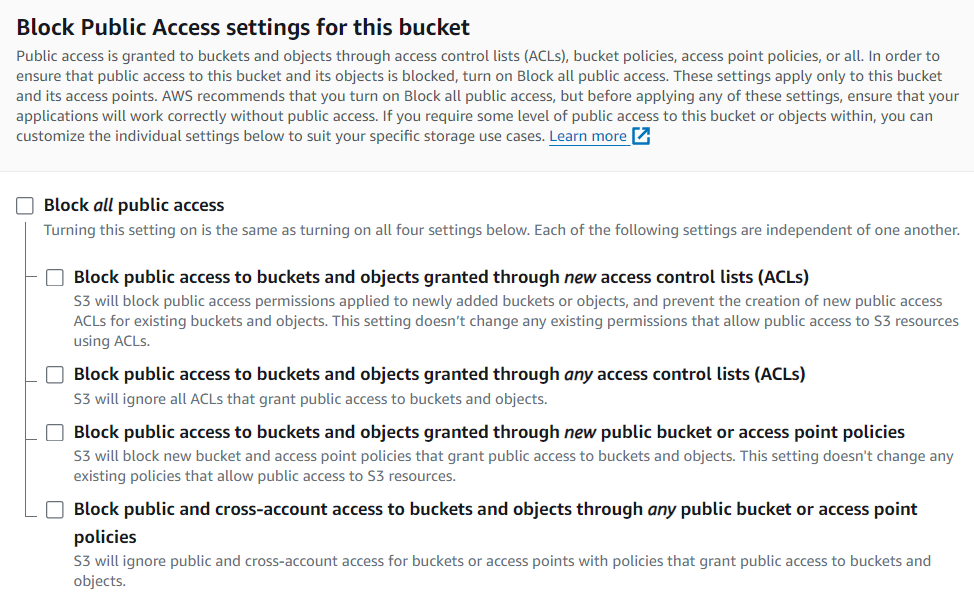 Block Public Access settings for this bucket
Public access is granted to buckets and objects through access control lists (ACLs), bucket policies, access point policies, or all. In order to
ensure that public access to this bucket and its objects is blocked, turn on Block all public access. These settings apply only to this bucket
and its access points. AWS recommends that you turn on Block all public access, but before applying any of these settings, ensure that your
applications will work correctly without public access. If you require some level of public access to this bucket or objects within, you can
customize the individual settings below to suit your specific storage use cases. Learn more
Block all public access
Turning this setting on is the same as turning on all four settings below. Each of the following settings are independent of one another.
Block public access to buckets and objects granted through new access control lists (ACLs)
S3 will block public access permissions applied to newly added buckets or objects, and prevent the creation of new public access
ACLs for existing buckets and objects. This setting doesn’t change any existing permissions that allow public access to S3 resources
using ACLs.
Block public access to buckets and objects granted through any access control lists (ACLs)
S3 will ignore all ACLs that grant public access to buckets and objects.
Block public access to buckets and objects granted through new public bucket or access point policies
S3 will block new bucket and access point policies that grant public access to buckets and objects. This setting doesn't change any
existing policies that allow public access to S3 resources.
Block public and cross-account access to buckets and objects through any public bucket or access point
policies
S3 will ignore public and cross-account access for buckets or access points with policies that grant public access to buckets and
objects.